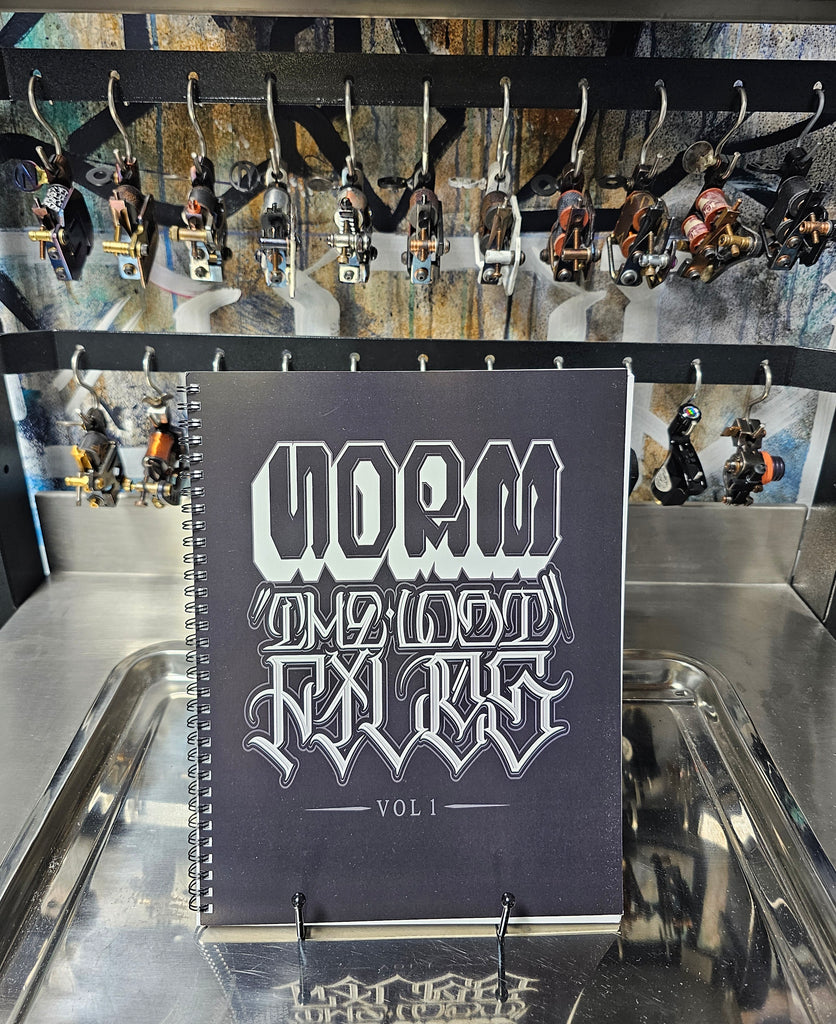 NORM
"THE·LOST"
FILES
VOL 1